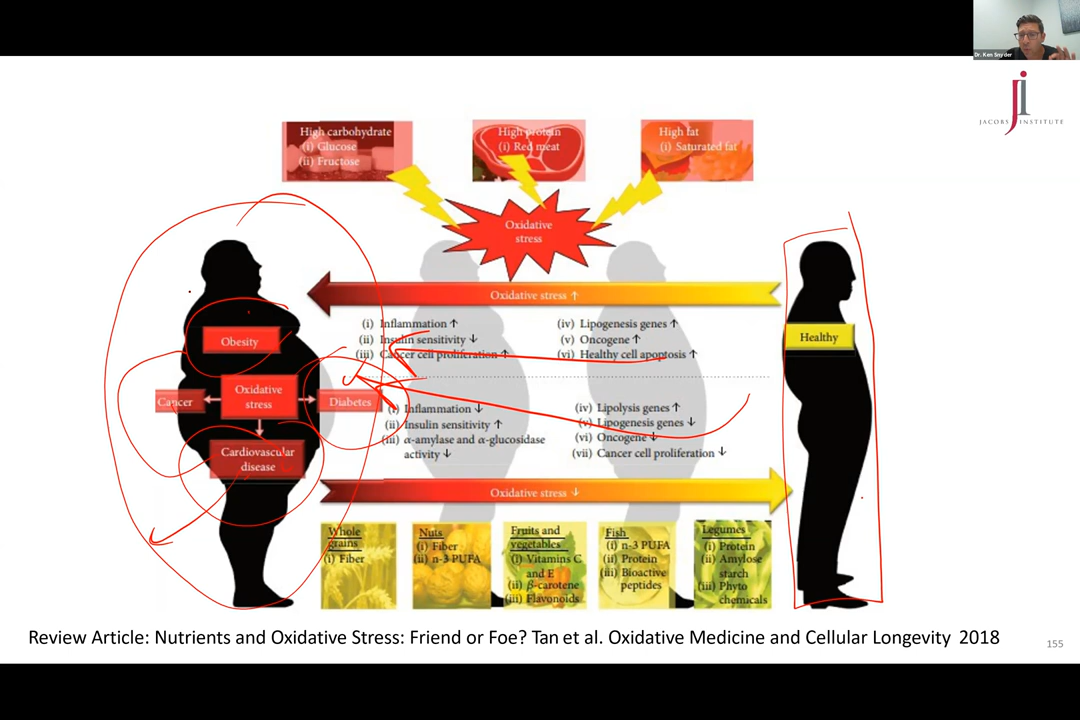 Dr. Ken Snyder
JACOBS INSTITUTE
High carbohydrate
(i) Glucose
(ii) Fructose
High protein
(i) Red meat
High fat
(i) Saturated fat
Oxidative
stress
Oxidative stress ↑
(i) Inflammation ↑
(ii) Insulin sensitivity ↓
(iii) Cancer cell proliferation ↑
(iv) Lipogenesis genes ↑
(v) Oncogene ↑
(vi) Healthy cell apoptosis ↑
Healthy
Obesity
Cancer
Oxidative
stress
Diabetes
Cardiovascular
disease
(i) Inflammation ↓
(ii) Insulin sensitivity ↑
(iii) α-amylase and α-glucosidase
activity ↓
(iv) Lipolysis genes ↑
(v) Lipogenesis genes ↓
(vi) Oncogene ↓
(vii) Cancer cell proliferation ↓
Oxidative stress ↓
Whole
grains
(i) Fiber
Nuts
(i) Fiber
(ii) n-3 PUFA
Fruits and
vegetables
(i) Vitamins C
and E
(ii) β-carotene
(iii) Flavonoids
Fish
(i) n-3 PUFA
(ii) Protein
(iii) Bioactive
peptides
Legumes
(i) Protein
(ii) Amylose
starch
(iii) Phyto
chemicals
Review Article: Nutrients and Oxidative Stress: Friend or Foe? Tan et al. Oxidative Medicine and Cellular Longevity 2018
155